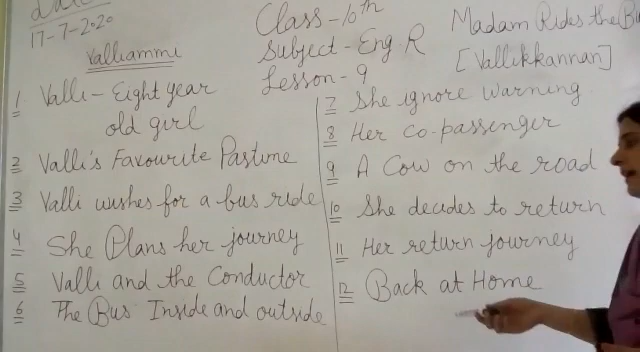 Date
17-7-2020
Class-10th
Subject-Eng.R
Lesson-9
Madam Rides the Bu
[Vallikkannan]
Valliammi
1 Valli-Eight year
old girl
2 Valli's Favourite Pastime
3 Valli wishes for a bus ride
4 She Plans her journey
5 Valli and the Conductor
6 The Bus Inside and outside
7 She ignore warning
8 Her co-passenger
9 A Cow on the road
10 She decides to return
11 Her return journey
12 Back at Home